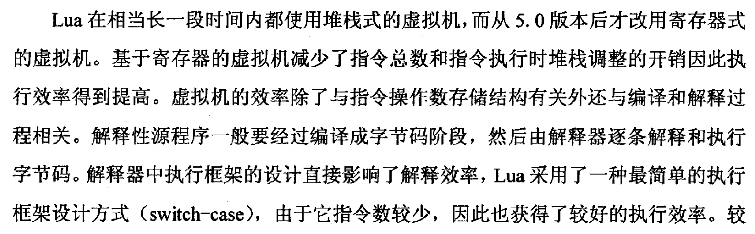 Lua在相当长一段时间内都使用堆栈式的虚拟机，而从5.0版本后才改用寄存器式
的虚拟机。基于寄存器的虚拟机减少了指令总数和指令执行时堆栈调整的开销因此执
行效率得到提高。虚拟机的效率除了与指令操作数存储结构有关外还与编译和解释过
程相关。解释性源程序一般要经过编译成字节码阶段，然后由解释器逐条解释和执行
字节码。解释器中执行框架的设计直接影响了解释效率，Lua采用了一种最简单的执行
框架设计方式（switch-case），由于它指令数较少，因此也获得了较好的执行效率。较